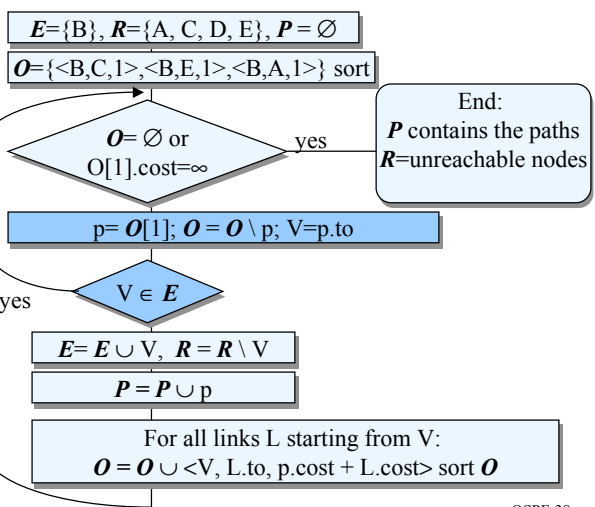 E={B}, R={A, C, D, E}, P = ∅
O={<B,C,1>,<B,E,1>,<B,A,1>} sort
O= ∅ or
O[1].cost=∞
yes
End:
P contains the paths
R=unreachable nodes
p= O[1]; O = O \ p; V=p.to
V ∈ E
yes
E= E ∪ V, R = R \ V
P = P ∪ p
For all links L starting from V:
O = O ∪ <V, L.to, p.cost + L.cost> sort O